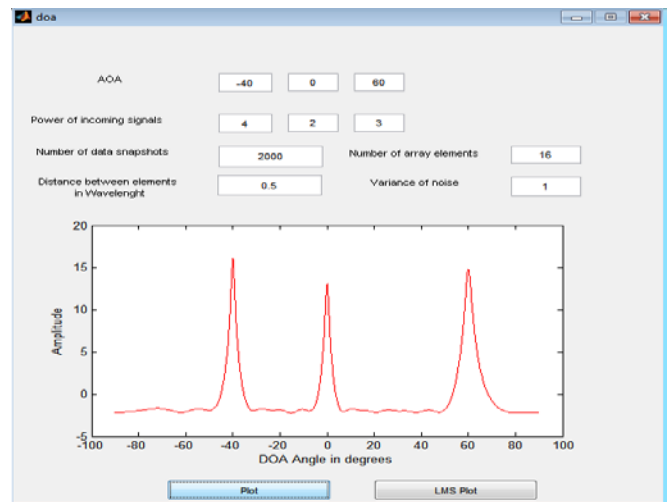 doa
AOA -40 0 60
Power of incoming signals 4 2 3
Number of data snapshots 2000 Number of array elements 16
Distance between elements in Wavelenght 0.5 Variance of noise 1
20
15
10
5
0
-5
Amplitude
-100 -80 -60 -40 -20 0 20 40 60 80 100
DOA Angle in degrees
Plot LMS Plot